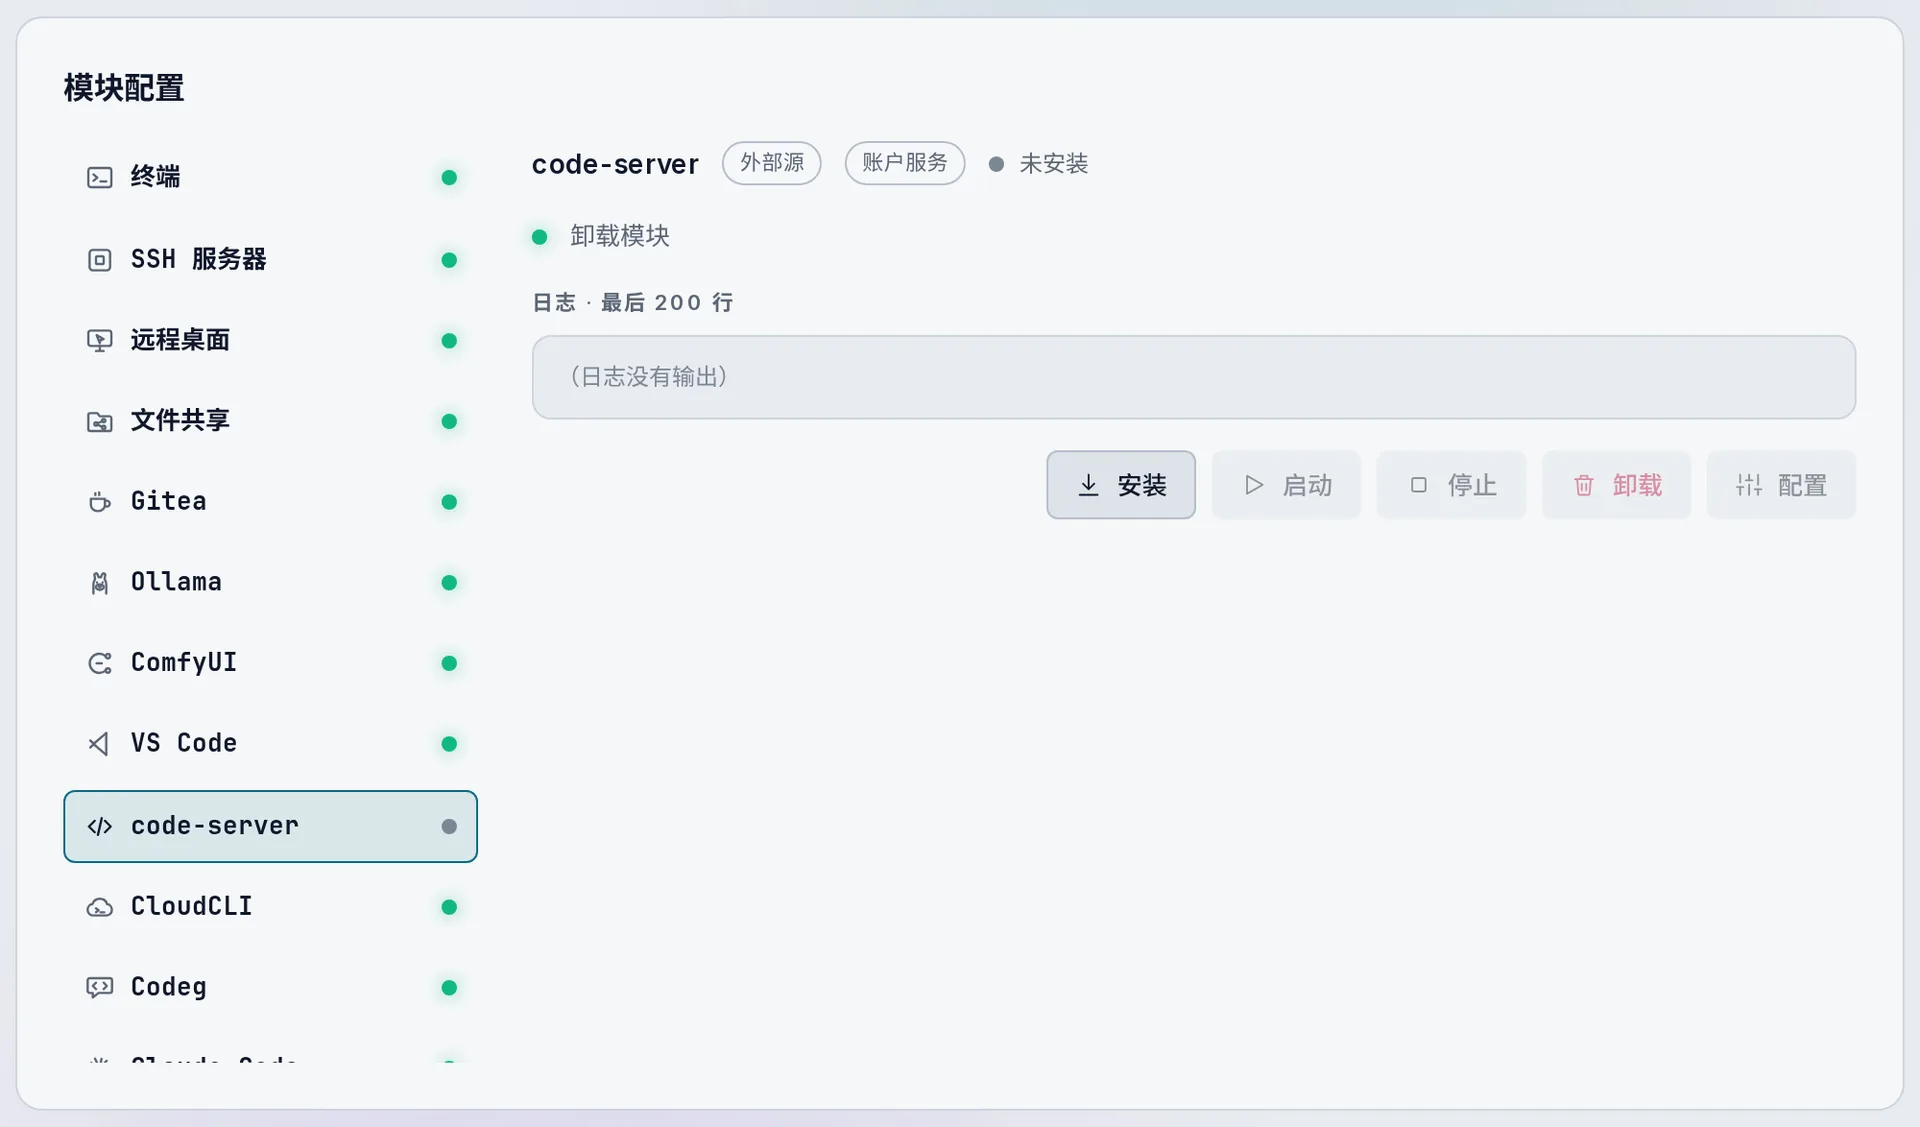 模块配置
终端
SSH 服务器
远程桌面
文件共享
Gitea
Ollama
ComfyUI
VS Code
code-server
CloudCLI
Codeg
code-server 外部源 账户服务 未安装
卸载模块
日志 · 最后 200 行
（日志没有输出）
安装 启动 停止 卸载 配置